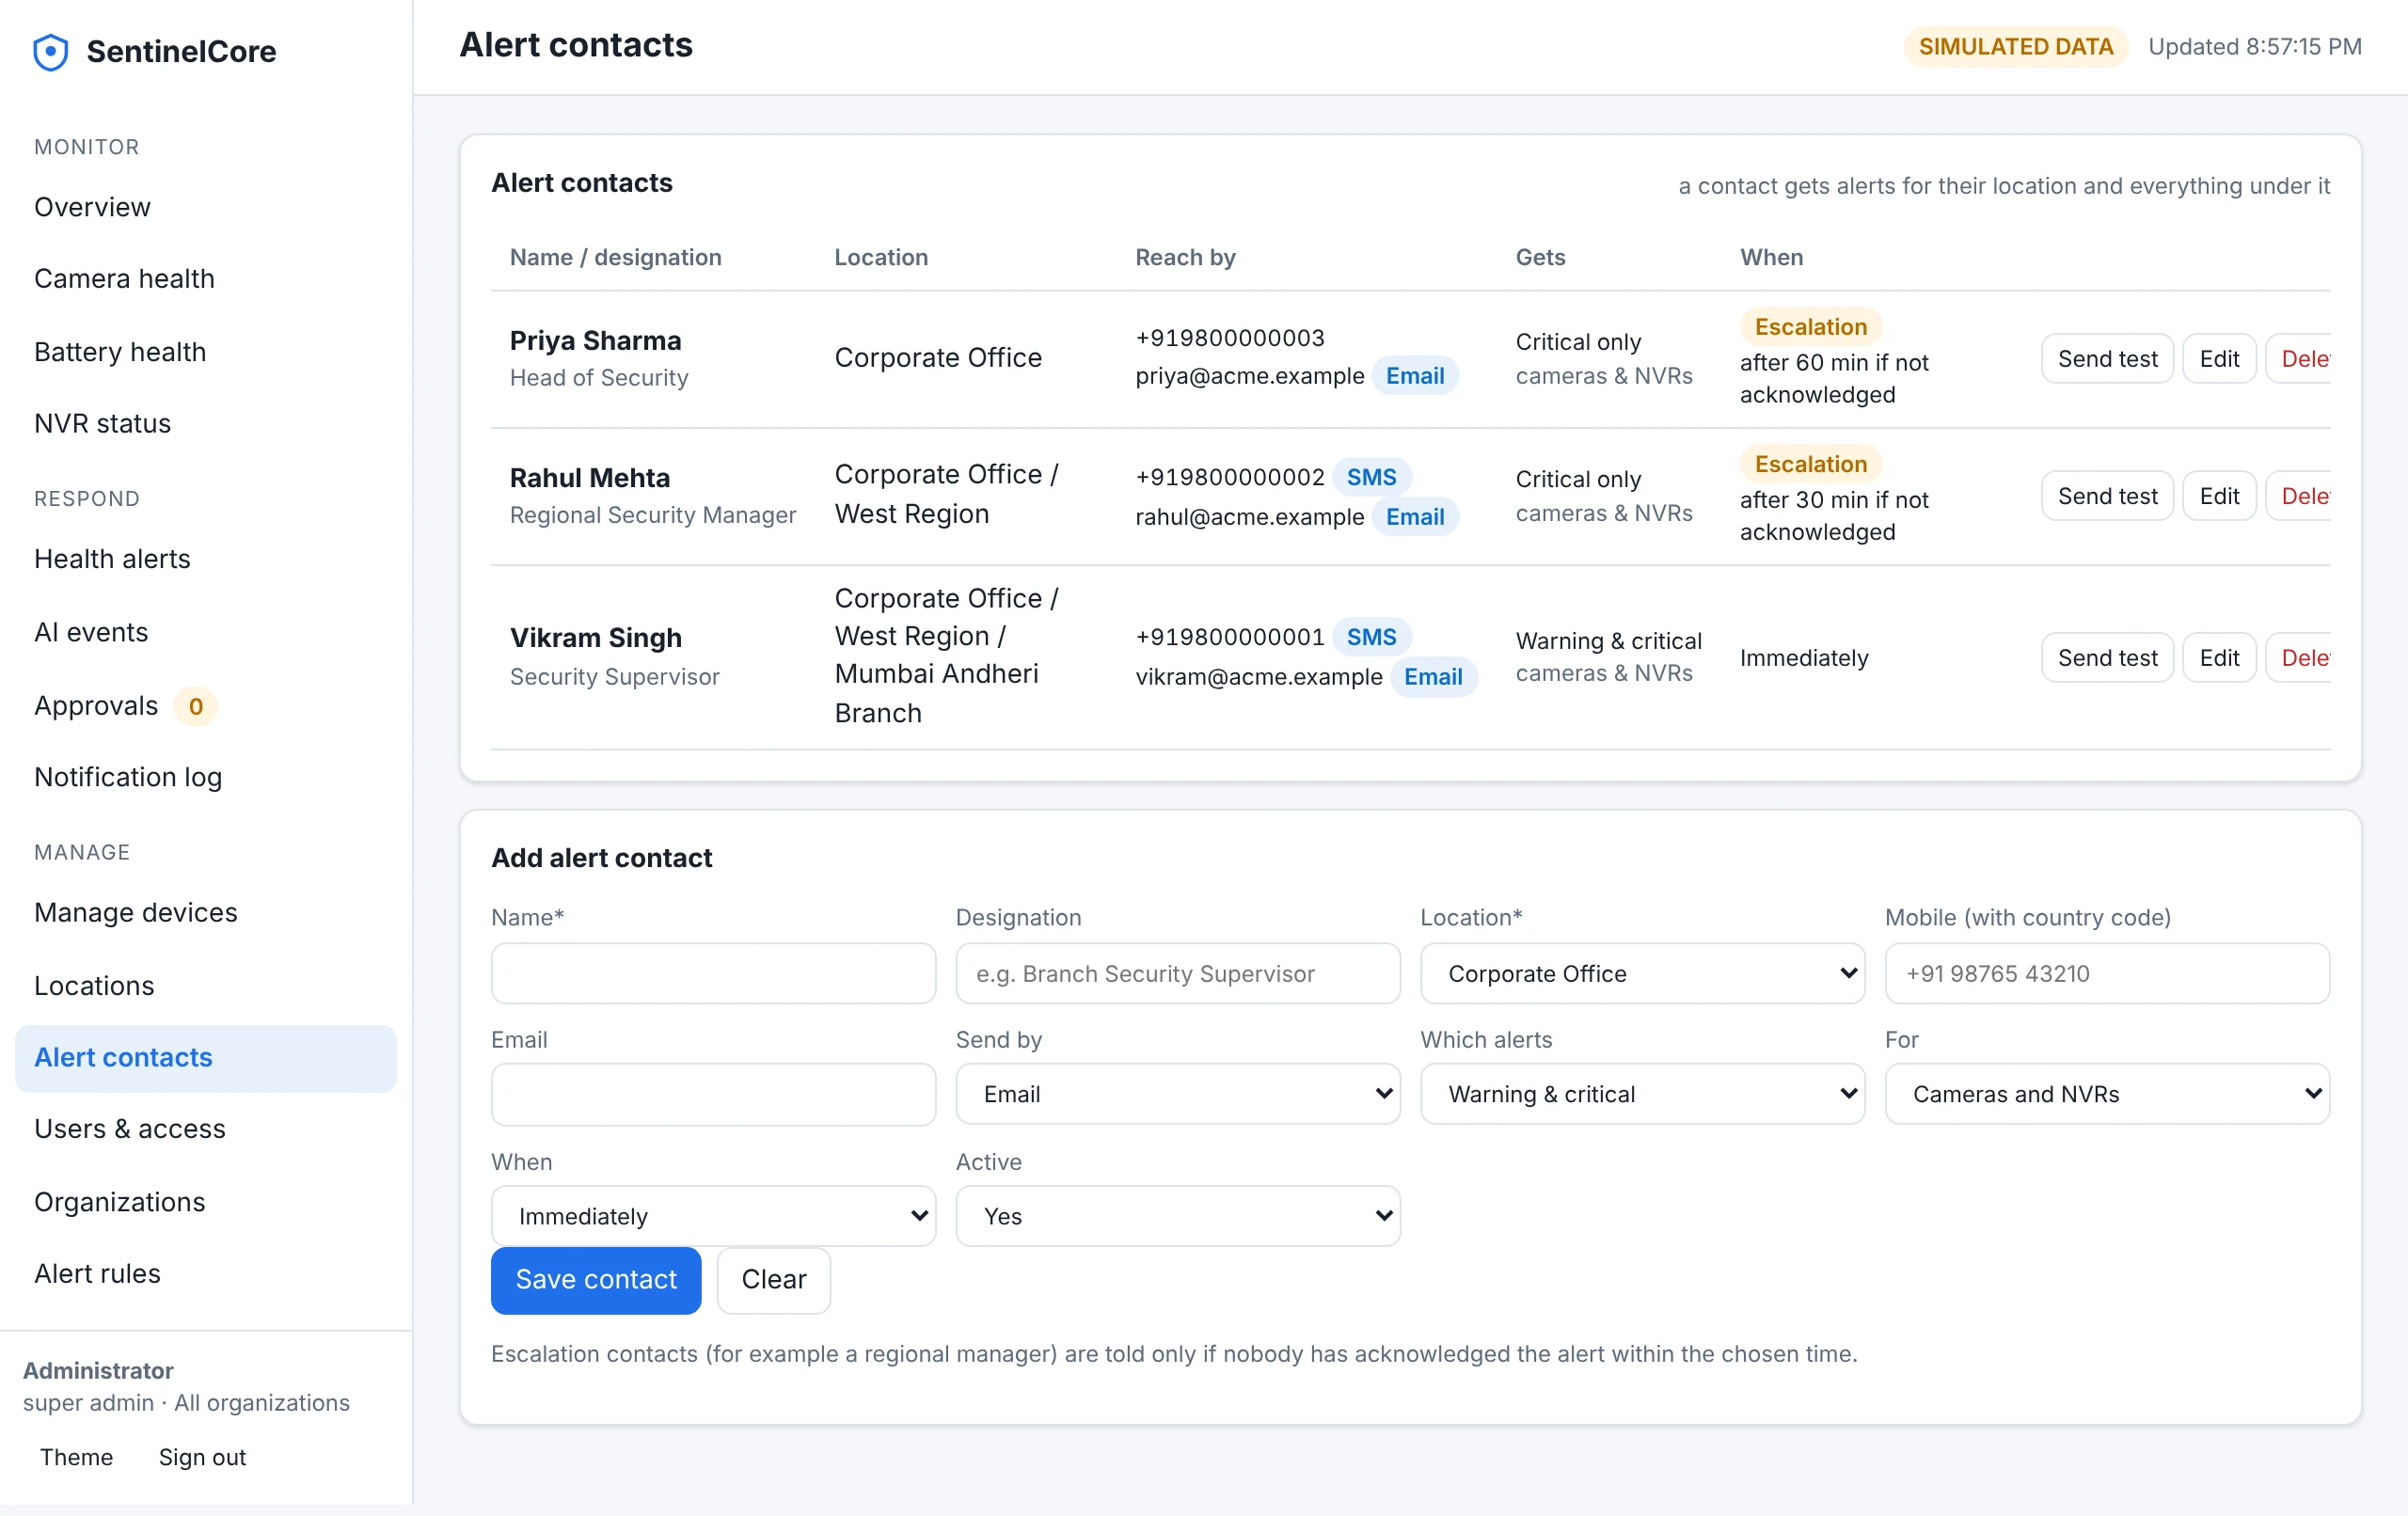 SentinelCore
MONITOR
Overview
Camera health
Battery health
NVR status
RESPOND
Health alerts
AI events
Approvals 0
Notification log
MANAGE
Manage devices
Locations
Alert contacts
Users & access
Organizations
Alert rules
Administrator
super admin · All organizations
Theme Sign out
Alert contacts
SIMULATED DATA Updated 8:57:15 PM
Alert contacts
a contact gets alerts for their location and everything under it
Name / designation Location Reach by Gets When
Priya Sharma
Head of Security
Corporate Office
+919800000003
priya@acme.example Email
Critical only
cameras & NVRs
Escalation
after 60 min if not
acknowledged
Send test Edit Dele
Rahul Mehta
Regional Security Manager
Corporate Office /
West Region
+919800000002 SMS
rahul@acme.example Email
Critical only
cameras & NVRs
Escalation
after 30 min if not
acknowledged
Send test Edit Dele
Vikram Singh
Security Supervisor
Corporate Office /
West Region /
Mumbai Andheri
Branch
+919800000001 SMS
vikram@acme.example Email
Warning & critical
cameras & NVRs
Immediately
Send test Edit Dele
Add alert contact
Name* Designation Location* Mobile (with country code)
e.g. Branch Security Supervisor Corporate Office +91 98765 43210
Email Send by Which alerts For
Email Warning & critical Cameras and NVRs
When Active
Immediately Yes
Save contact Clear
Escalation contacts (for example a regional manager) are told only if nobody has acknowledged the alert within the chosen time.